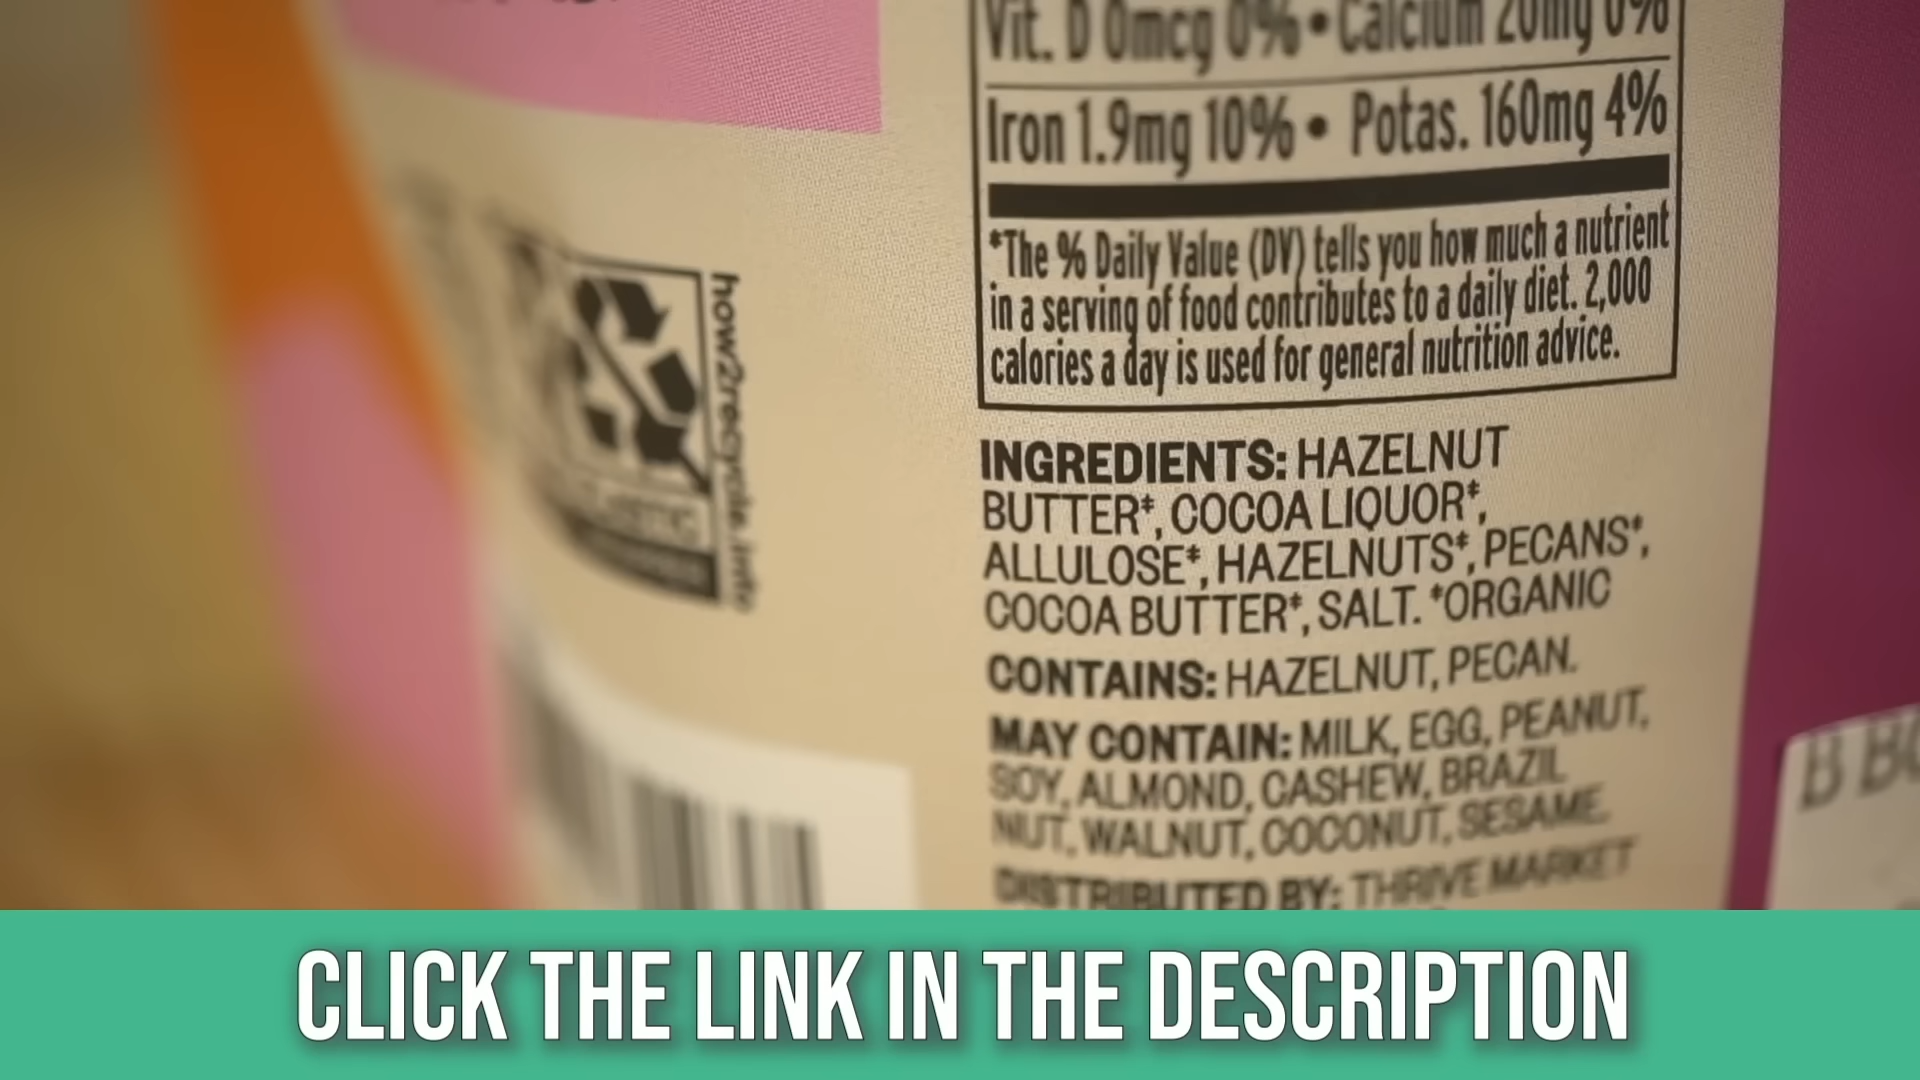 Vit. D 0mcg 0% • Calcium 20mg 0%
Iron 1.9mg 10% • Potas. 160mg 4%
*The % Daily Value (DV) tells you how much a nutrient
in a serving of food contributes to a daily diet. 2,000
calories a day is used for general nutrition advice.
how2recycle.info
INGREDIENTS: HAZELNUT
BUTTER‡, COCOA LIQUOR‡,
ALLULOSE‡, HAZELNUTS‡, PECANS‡,
COCOA BUTTER‡, SALT. ‡ORGANIC
CONTAINS: HAZELNUT, PECAN.
MAY CONTAIN: MILK, EGG, PEANUT,
SOY, ALMOND, CASHEW, BRAZIL
NUT, WALNUT, COCONUT, SESAME.
DISTRIBUTED BY: THRIVE MARKET
CLICK THE LINK IN THE DESCRIPTION